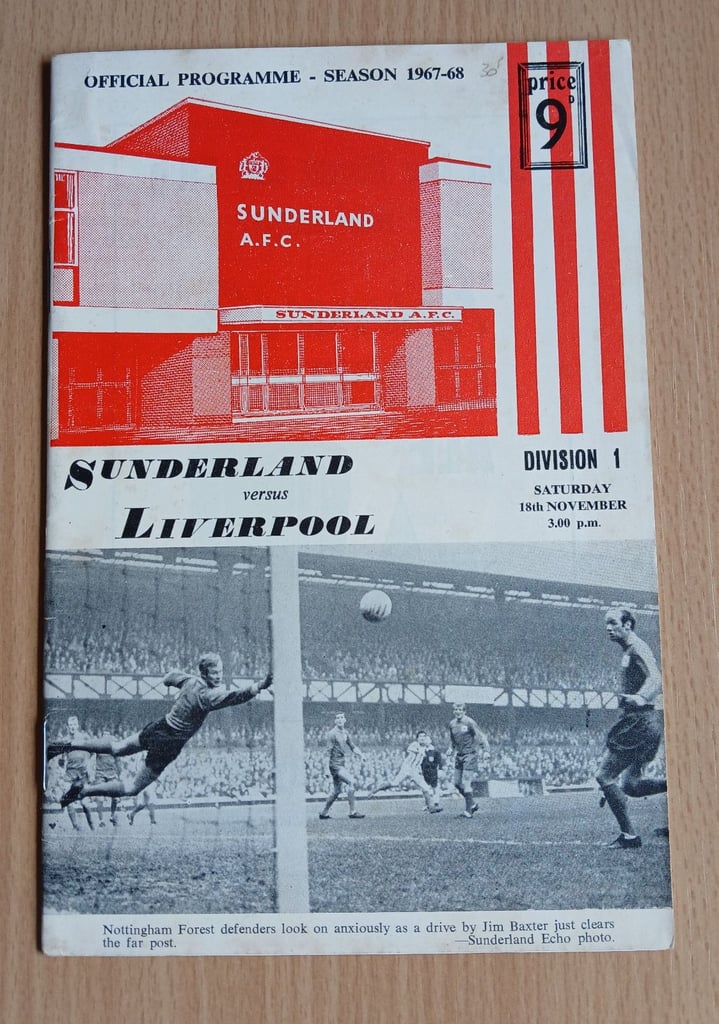 OFFICIAL PROGRAMME - SEASON 1967-68
30
price
9D
SUNDERLAND
A.F.C.
SUNDERLAND A.F.C.
SUNDERLAND
versus
LIVERPOOL
DIVISION 1
SATURDAY
18th NOVEMBER
3.00 p.m.
Nottingham Forest defenders look on anxiously as a drive by Jim Baxter just clears
the far post. —Sunderland Echo photo.